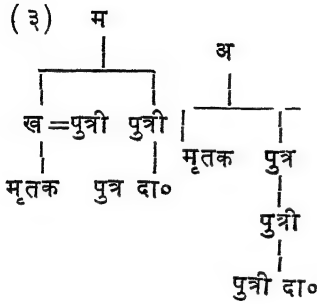 (३) म
अ
ख=पुत्री पुत्री
मृतक पुत्र
मृतक पुत्र दा०
पुत्री
पुत्री दा०